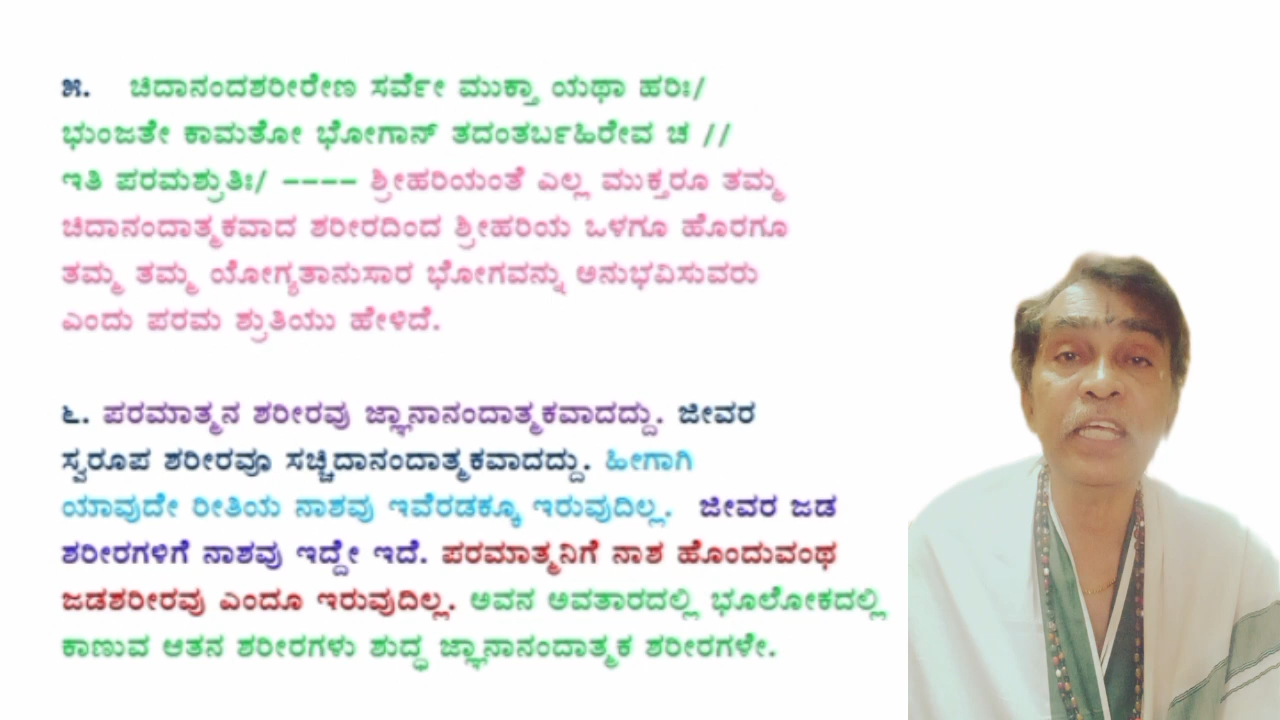 ೫. ಚಿದಾನಂದಶರೀರೇಣ ಸರ್ವೇ ಮುಕ್ತಾ ಯಥಾ ಹರಿಃ/
ಭುಂಜತೇ ಕಾಮತೋ ಭೋಗಾನ್ ತದಂತರ್ಬಹಿರೇವ ಚ //
ಇತಿ ಪರಮಶ್ರುತಿಃ/ ---- ಶ್ರೀಹರಿಯಂತೆ ಎಲ್ಲ ಮುಕ್ತರೂ ತಮ್ಮ
ಚಿದಾನಂದಾತ್ಮಕವಾದ ಶರೀರದಿಂದ ಶ್ರೀಹರಿಯ ಒಳಗೂ ಹೊರಗೂ
ತಮ್ಮ ತಮ್ಮ ಯೋಗ್ಯತಾನುಸಾರ ಭೋಗವನ್ನು ಅನುಭವಿಸುವರು
ಎಂದು ಪರಮ ಶ್ರುತಿಯು ಹೇಳಿದೆ.
೬. ಪರಮಾತ್ಮನ ಶರೀರವು ಜ್ಞಾನಾನಂದಾತ್ಮಕವಾದದ್ದು. ಜೀವರ
ಸ್ವರೂಪ ಶರೀರವೂ ಸಚ್ಚಿದಾನಂದಾತ್ಮಕವಾದದ್ದು. ಹೀಗಾಗಿ
ಯಾವುದೇ ರೀತಿಯ ನಾಶವು ಇವೆರಡಕ್ಕೂ ಇರುವುದಿಲ್ಲ. ಜೀವರ ಜಡ
ಶರೀರಗಳಿಗೆ ನಾಶವು ಇದ್ದೇ ಇದೆ. ಪರಮಾತ್ಮನಿಗೆ ನಾಶ ಹೊಂದುವಂಥ
ಜಡಶರೀರವು ಎಂದೂ ಇರುವುದಿಲ್ಲ. ಅವನ ಅವತಾರದಲ್ಲಿ ಭೂಲೋಕದಲ್ಲಿ
ಕಾಣುವ ಆತನ ಶರೀರಗಳು ಶುದ್ಧ ಜ್ಞಾನಾನಂದಾತ್ಮಕ ಶರೀರಗಳೇ.